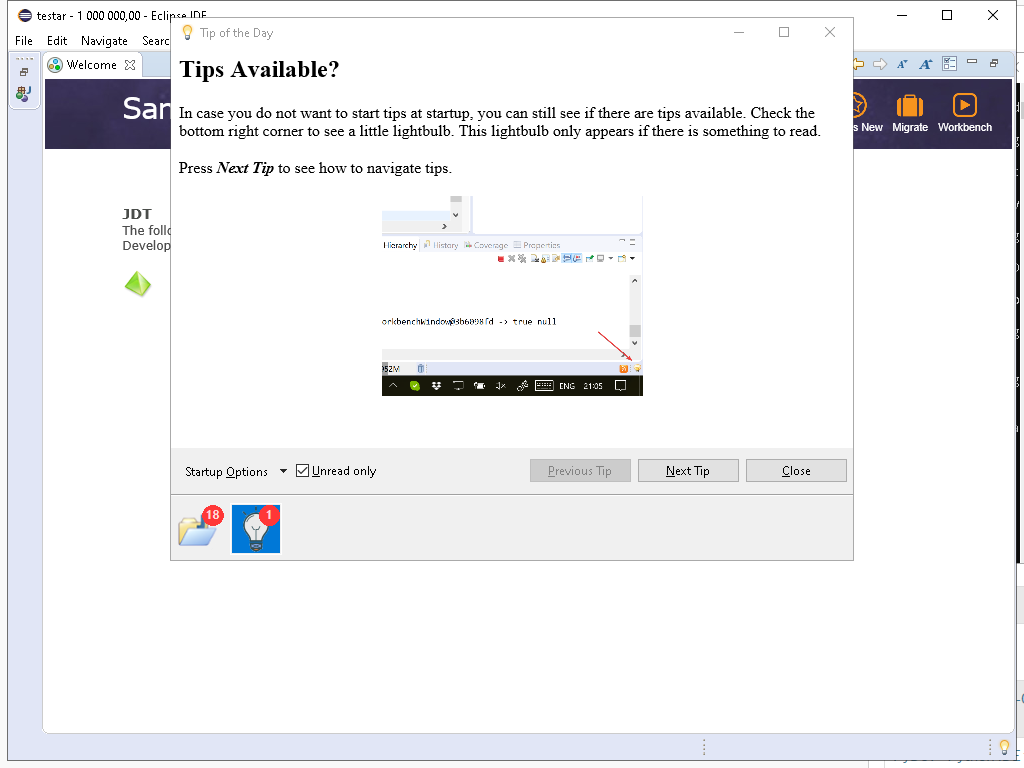 testar - 1 000 000,00 - Eclipse IDE
File Edit Navigate Searc
Tip of the Day
Welcome
Tips Available?
In case you do not want to start tips at startup, you can still see if there are tips available. Check the
bottom right corner to see a little lightbulb. This lightbulb only appears if there is something to read.
Press Next Tip to see how to navigate tips.
San
s New Migrate Workbench
JDT
The follo
Develop
Hierarchy History Coverage Properties
orkbenchWindow@3b6098fd -> true null
952M
ENG 21:05
Startup Options Unread only Previous Tip Next Tip Close
18 1